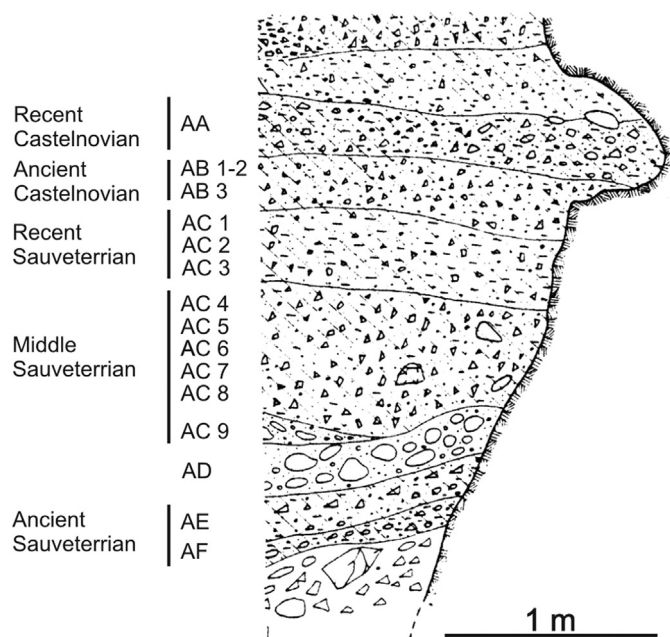 Recent
Castelnovian
AA
Ancient
Castelnovian
AB 1-2
AB 3
Recent
Sauveterrian
AC 1
AC 2
AC 3
Middle
Sauveterrian
AC 4
AC 5
AC 6
AC 7
AC 8
AC 9
AD
Ancient
Sauveterrian
AE
AF
1 m